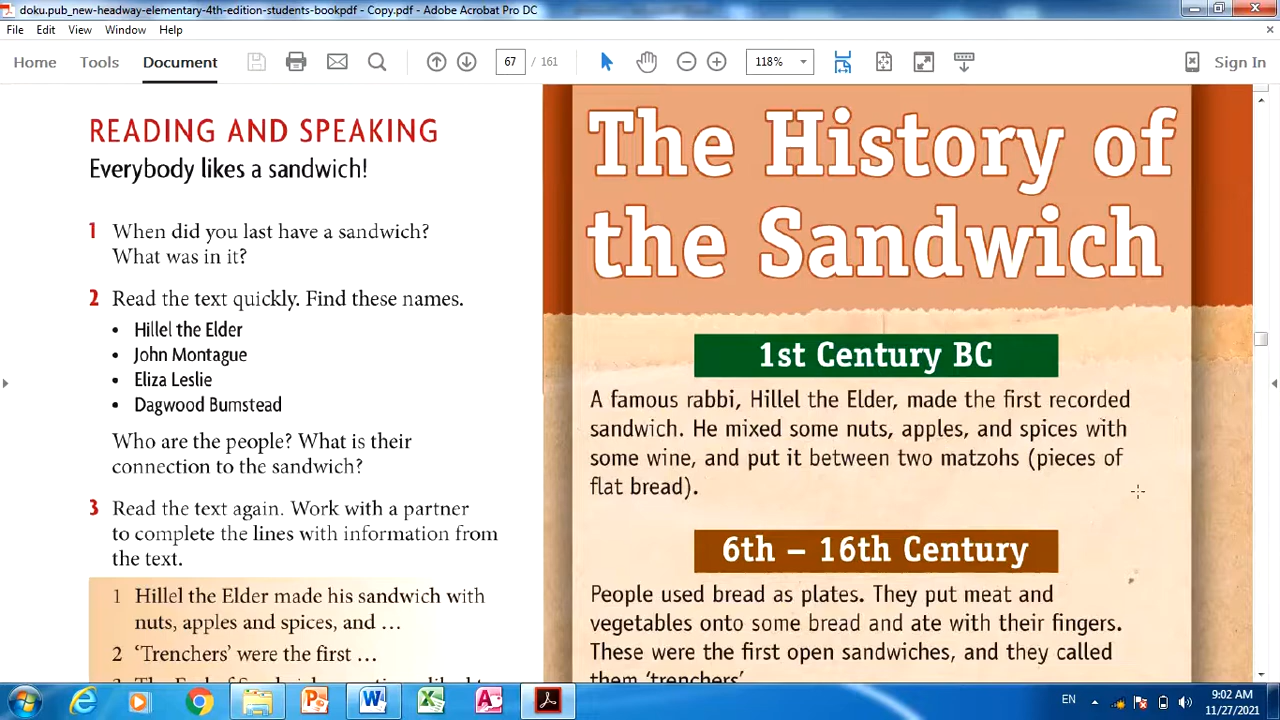 doku.pub_new-headway-elementary-4th-edition-students-bookpdf - Copy.pdf - Adobe Acrobat Pro DC
File Edit View Window Help
Home Tools Document 67 / 161 118% Sign In
READING AND SPEAKING
Everybody likes a sandwich!
1 When did you last have a sandwich?
What was in it?
2 Read the text quickly. Find these names.
• Hillel the Elder
• John Montague
• Eliza Leslie
• Dagwood Bumstead
Who are the people? What is their
connection to the sandwich?
3 Read the text again. Work with a partner
to complete the lines with information from
the text.
1 Hillel the Elder made his sandwich with
nuts, apples and spices, and …
2 ‘Trenchers’ were the first …
The History of
the Sandwich
1st Century BC
A famous rabbi, Hillel the Elder, made the first recorded
sandwich. He mixed some nuts, apples, and spices with
some wine, and put it between two matzohs (pieces of
flat bread).
6th – 16th Century
People used bread as plates. They put meat and
vegetables onto some bread and ate with their fingers.
These were the first open sandwiches, and they called
them ‘trenchers’
EN
9:02 AM
11/27/2021